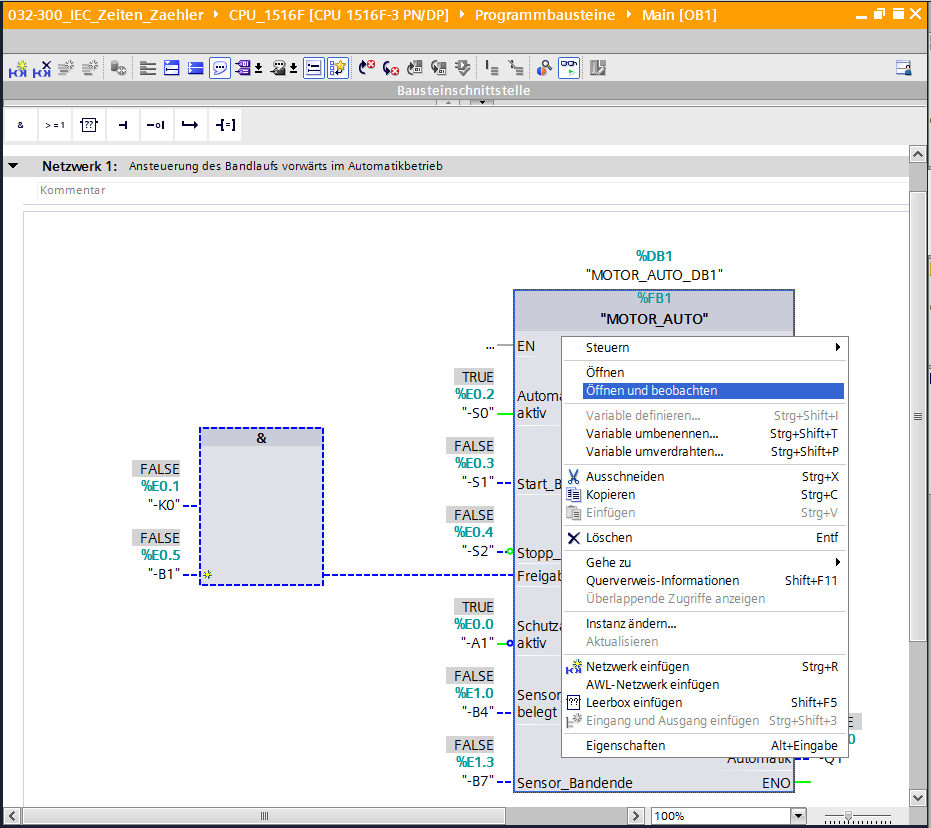 032-300_IEC_Zeiten_Zaehler ▸ CPU_1516F [CPU 1516F-3 PN/DP] ▸ Programmbausteine ▸ Main [OB1]
Bausteinschnittstelle
& >=1 ?? -[=]
Netzwerk 1: Ansteuerung des Bandlaufs vorwärts im Automatikbetrieb
Kommentar
%DB1
"MOTOR_AUTO_DB1"
%FB1
"MOTOR_AUTO"
... EN
TRUE
%E0.2
"-S0"
Automa
aktiv
FALSE
%E0.3
"-S1"
Start_B
FALSE
%E0.4
"-S2"
Stopp_
&
FALSE
%E0.1
"-K0"
FALSE
%E0.5
"-B1"
Freigab
TRUE
%E0.0
"-A1"
Schutza
aktiv
FALSE
%E1.0
"-B4"
Sensor
belegt
FALSE
%E1.3
"-B7"
Sensor_Bandende
Automatik
"-Q1"
ENO
Steuern
Öffnen
Öffnen und beobachten
Variable definieren... Strg+Shift+I
Variable umbenennen... Strg+Shift+T
Variable umverdrahten... Strg+Shift+P
Ausschneiden Strg+X
Kopieren Strg+C
Einfügen Strg+V
Löschen Entf
Gehe zu
Querverweis-Informationen Shift+F11
Überlappende Zugriffe anzeigen
Instanz ändern...
Aktualisieren
Netzwerk einfügen Strg+R
AWL-Netzwerk einfügen
Leerbox einfügen Shift+F5
Eingang und Ausgang einfügen Strg+Shift+3
Eigenschaften Alt+Eingabe
100%